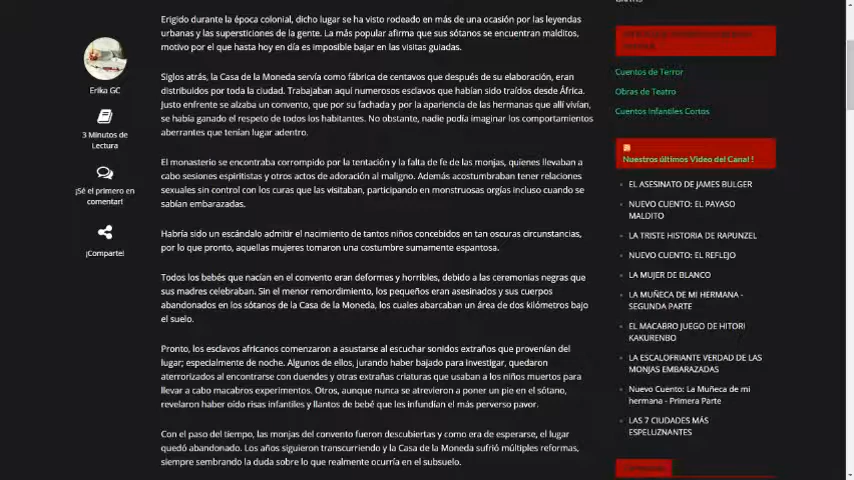 Erigido durante la época colonial, dicho lugar se ha visto rodeado en más de una ocasión por las leyendas
urbanas y las supersticiones de la gente. La más popular afirma que sus sótanos se encuentran malditos,
motivo por el que hasta hoy en día es imposible bajar en las visitas guiadas.
Erika GC
3 Minutos de
Lectura
¡Sé el primero en
comentar!
¡Comparte!
Siglos atrás, la Casa de la Moneda servía como fábrica de centavos que después de su elaboración, eran
distribuidos por toda la ciudad. Trabajaban aquí numerosos esclavos que habían sido traídos desde África.
Justo enfrente se alzaba un convento, que por su fachada y por la apariencia de las hermanas que allí vivían,
se había ganado el respeto de todos los habitantes. No obstante, nadie podía imaginar los comportamientos
aberrantes que tenían lugar adentro.
El monasterio se encontraba corrompido por la tentación y la falta de fe de las monjas, quienes llevaban a
cabo sesiones espiritistas y otros actos de adoración al maligno. Además acostumbraban tener relaciones
sexuales sin control con los curas que las visitaban, participando en monstruosas orgías incluso cuando se
sabían embarazadas.
Habría sido un escándalo admitir el nacimiento de tantos niños concebidos en tan oscuras circunstancias,
por lo que pronto, aquellas mujeres tomaron una costumbre sumamente espantosa.
Todos los bebés que nacían en el convento eran deformes y horribles, debido a las ceremonias negras que
sus madres celebraban. Sin el menor remordimiento, los pequeños eran asesinados y sus cuerpos
abandonados en los sótanos de la Casa de la Moneda, los cuales abarcaban un área de dos kilómetros bajo
el suelo.
Pronto, los esclavos africanos comenzaron a asustarse al escuchar sonidos extraños que provenían del
lugar; especialmente de noche. Algunos de ellos, jurando haber bajado para investigar, quedaron
aterrorizados al encontrarse con duendes y otras extrañas criaturas que usaban a los niños muertos para
llevar a cabo macabros experimentos. Otros, aunque nunca se atrevieron a poner un pie en el sótano,
revelaron haber oído risas infantiles y llantos de bebé que les infundían el más perverso pavor.
Con el paso del tiempo, las monjas del convento fueron descubiertas y como era de esperarse, el lugar
quedó abandonado. Los años siguieron transcurriendo y la Casa de la Moneda sufrió múltiples reformas,
siempre sembrando la duda sobre lo que realmente ocurría en el subsuelo.
Cuentos de Terror
Obras de Teatro
Cuentos Infantiles Cortos
Nuestros últimos Video del Canal !
EL ASESINATO DE JAMES BULGER
NUEVO CUENTO: EL PAYASO
MALDITO
LA TRISTE HISTORIA DE RAPUNZEL
NUEVO CUENTO: EL REFLEJO
LA MUJER DE BLANCO
LA MUÑECA DE MI HERMANA -
SEGUNDA PARTE
EL MACABRO JUEGO DE HITORI
KAKURENBO
LA ESCALOFRIANTE VERDAD DE LAS
MONJAS EMBARAZADAS
Nuevo Cuento: La Muñeca de mi
hermana - Primera Parte
LAS 7 CIUDADES MÁS
ESPELUZNANTES